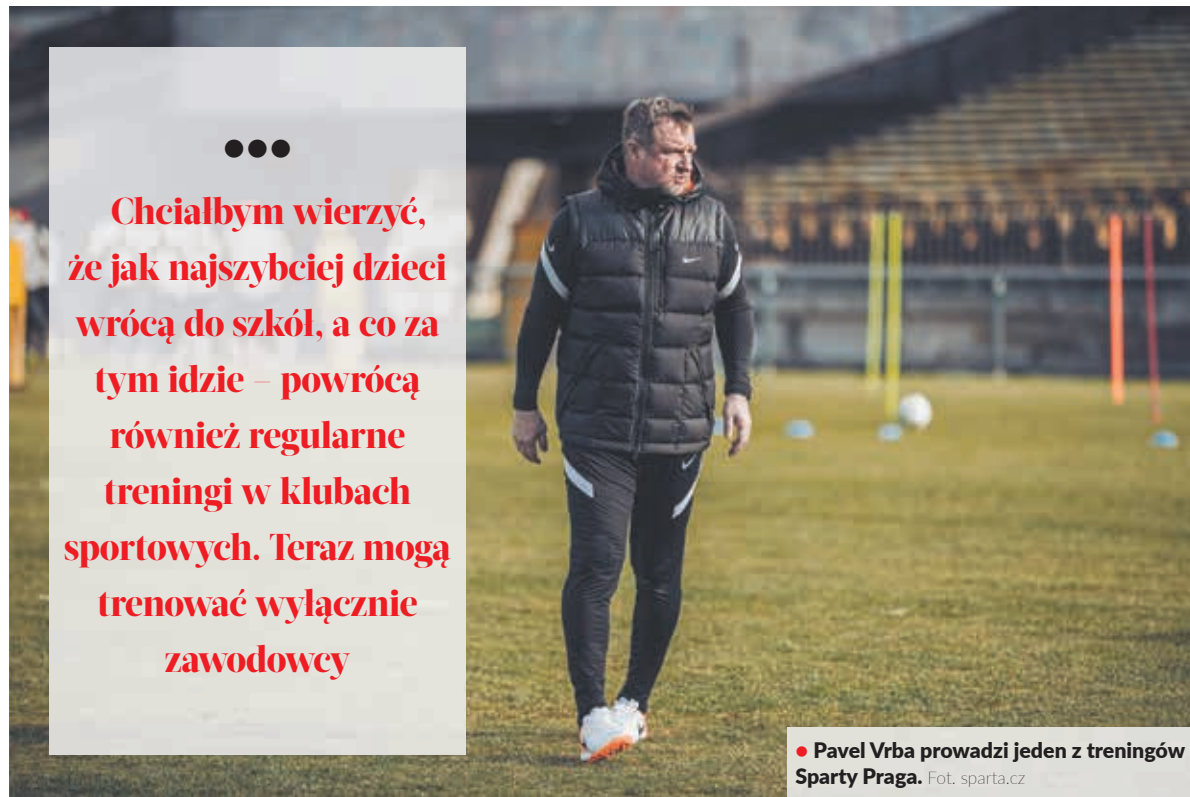 Chciałbym wierzyć,
że jak najszybciej dzieci
wrócą do szkół, a co za
tym idzie – powrócą
również regularne
treningi w klubach
sportowych. Teraz mogą
trenować wyłącznie
zawodowcy
● Pavel Vrba prowadzi jeden z treningów
Sparty Praga. Fot. sparta.cz